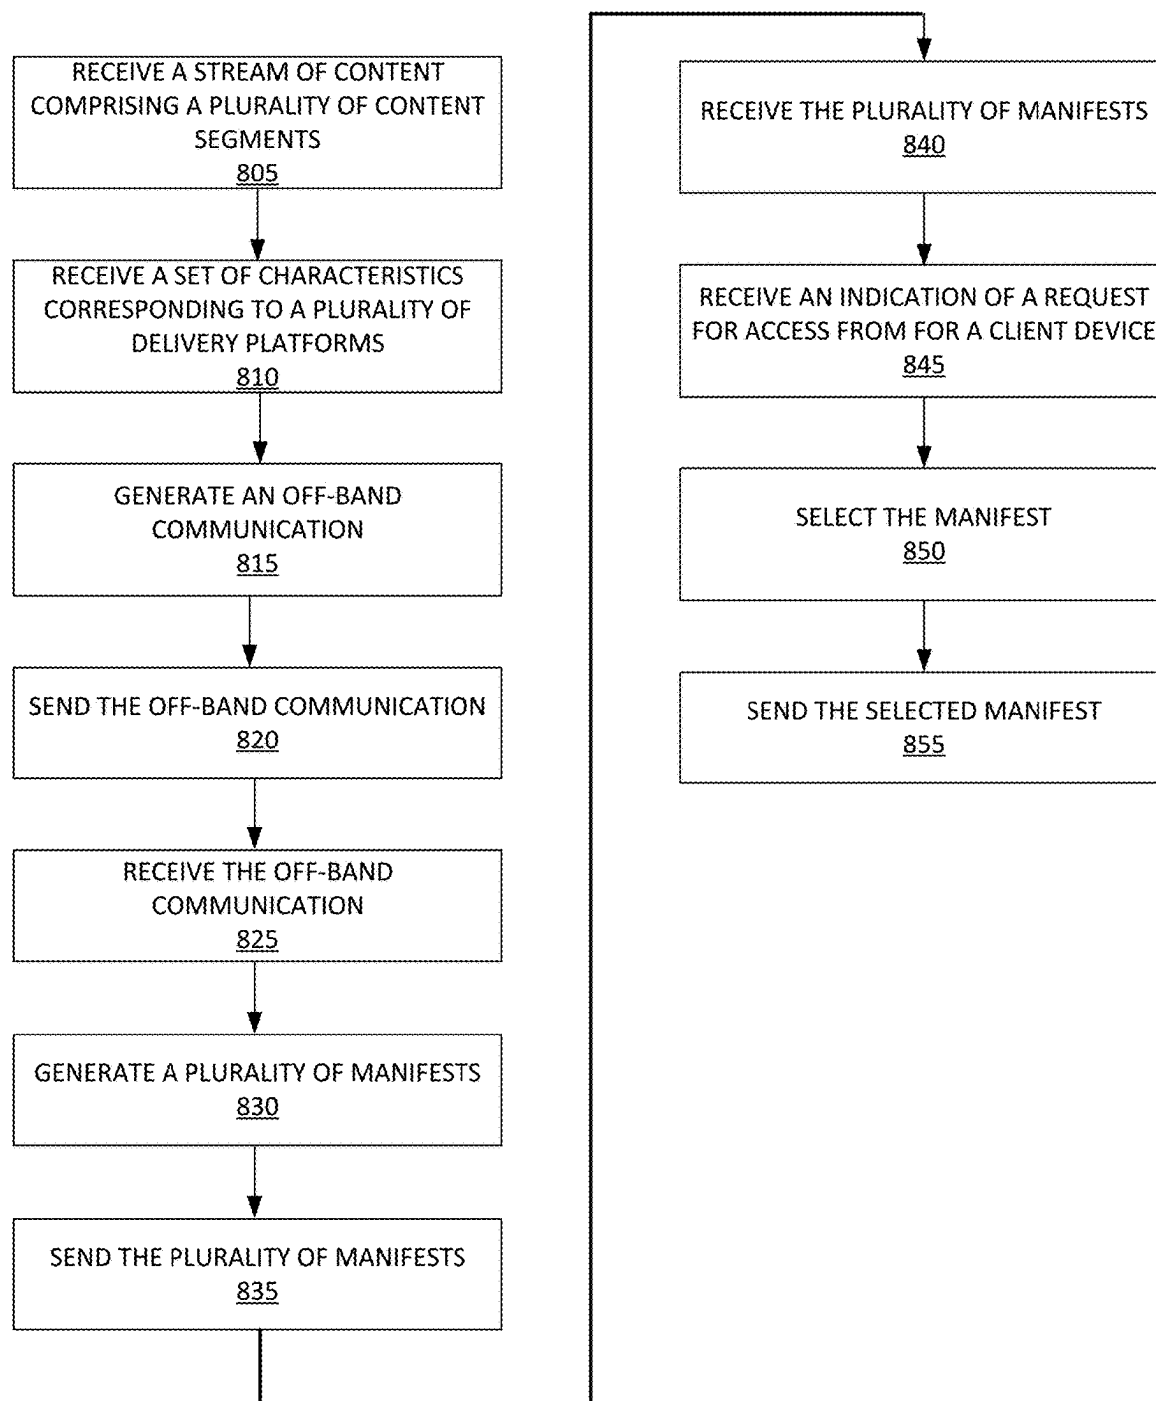 RECEIVE A STREAM OF CONTENT
COMPRISING A PLURALITY OF CONTENT
SEGMENTS
805
RECEIVE A SET OF CHARACTERISTICS
CORRESPONDING TO A PLURALITY OF
DELIVERY PLATFORMS
810
GENERATE AN OFF-BAND
COMMUNICATION
815
SEND THE OFF-BAND COMMUNICATION
820
RECEIVE THE OFF-BAND
COMMUNICATION
825
GENERATE A PLURALITY OF MANIFESTS
830
SEND THE PLURALITY OF MANIFESTS
835
RECEIVE THE PLURALITY OF MANIFESTS
840
RECEIVE AN INDICATION OF A REQUEST
FOR ACCESS FROM FOR A CLIENT DEVICE
845
SELECT THE MANIFEST
850
SEND THE SELECTED MANIFEST
855